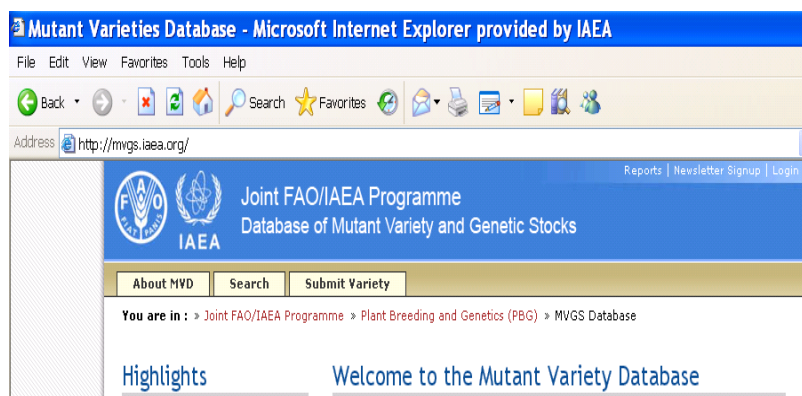 Mutant Varieties Database - Microsoft Internet Explorer provided by IAEA
File Edit View Favorites Tools Help
Back Search Favorites
Address http://mvgs.iaea.org/
Reports | Newsletter Signup | Login
FAO
FIAT PANIS
IAEA
Joint FAO/IAEA Programme
Database of Mutant Variety and Genetic Stocks
About MVD Search Submit Variety
You are in : » Joint FAO/IAEA Programme » Plant Breeding and Genetics (PBG) » MVGS Database
Highlights Welcome to the Mutant Variety Database